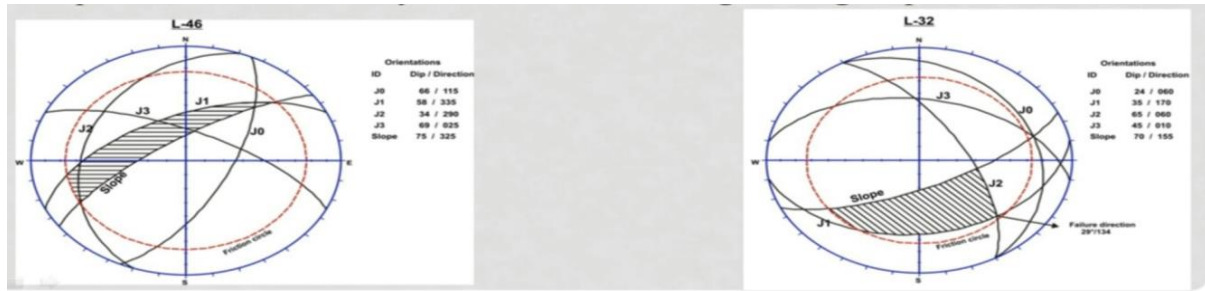 L-46
N
Orientations
ID Dip / Direction
J0 66 / 115
J1 58 / 335
J2 34 / 290
J3 69 / 025
Slope 75 / 325
J1
J3
J2
J0
W
E
Slope
Friction circle
S
L-32
N
Orientations
ID Dip / Direction
J0 24 / 060
J1 35 / 170
J2 65 / 060
J3 45 / 010
Slope 70 / 155
J3
J0
W
E
Slope
J2
J1
Friction circle
Failure direction
29°/134
S